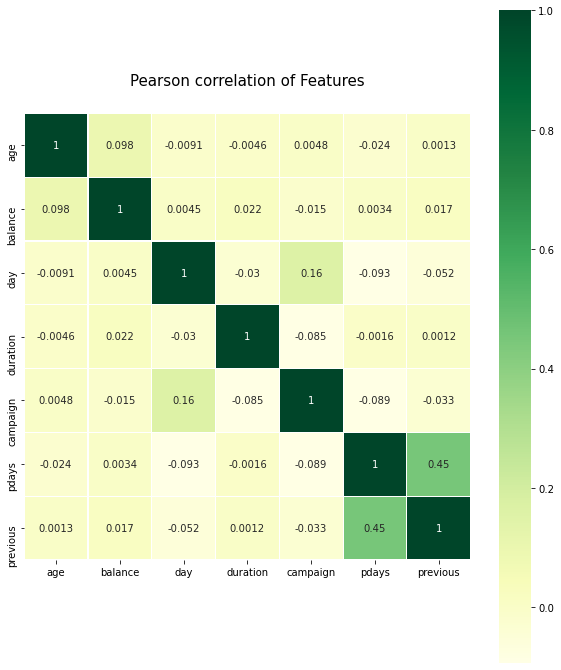 Pearson correlation of Features
1.0
0.8
0.6
0.4
0.2
0.0
age 1 0.098 -0.0091 -0.0046 0.0048 -0.024 0.0013
balance 0.098 1 0.0045 0.022 -0.015 0.0034 0.017
day -0.0091 0.0045 1 -0.03 0.16 -0.093 -0.052
duration -0.0046 0.022 -0.03 1 -0.085 -0.0016 0.0012
campaign 0.0048 -0.015 0.16 -0.085 1 -0.089 -0.033
pdays -0.024 0.0034 -0.093 -0.0016 -0.089 1 0.45
previous 0.0013 0.017 -0.052 0.0012 -0.033 0.45 1
age balance day duration campaign pdays previous